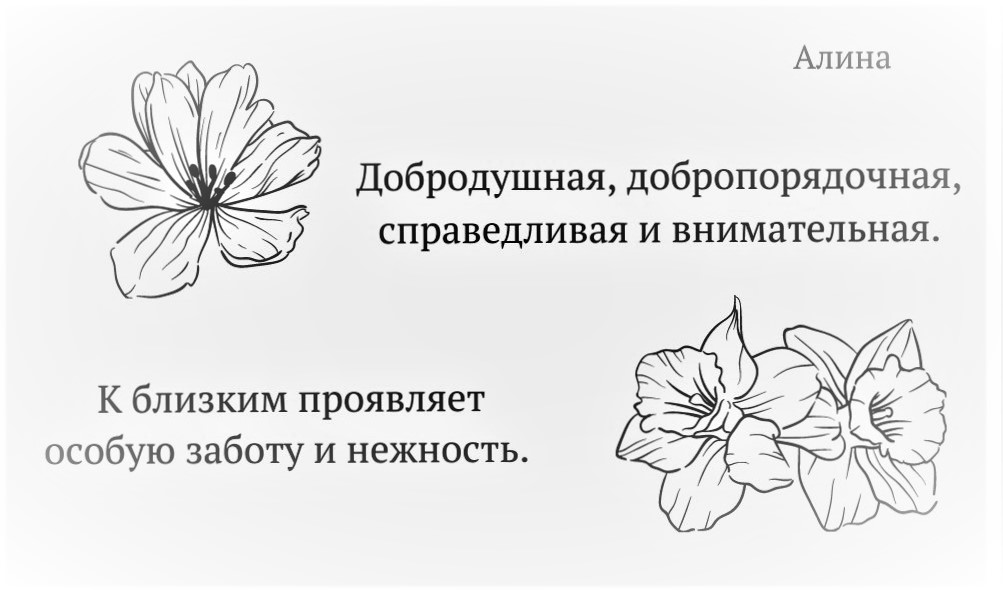 Алина
Добродушная, добропорядочная,
справедливая и внимательная.
К близким проявляет
особую заботу и нежность.